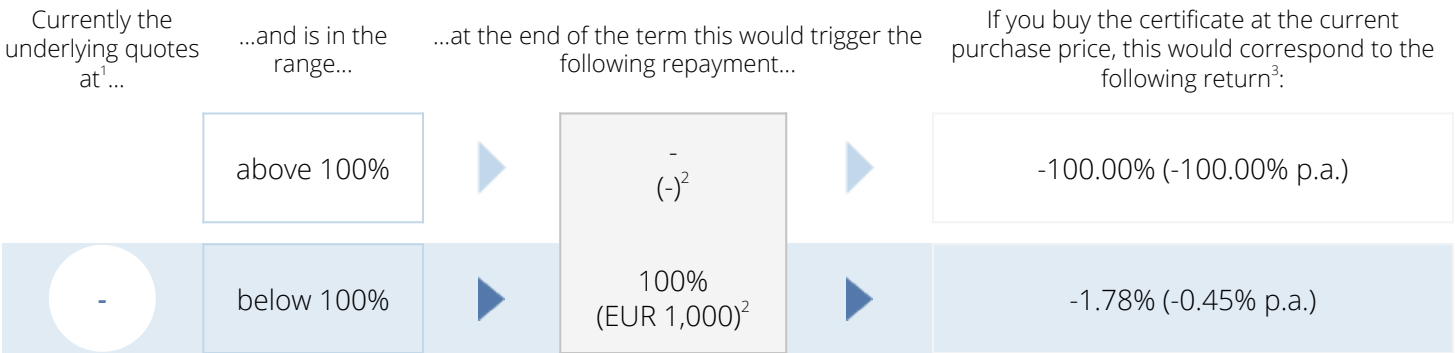 Currently the
underlying quotes
at¹...
...and is in the
range...
...at the end of the term this would trigger the
following repayment...
If you buy the certificate at the current
purchase price, this would correspond to the
following return³:
above 100%
-
(-)²
-100.00% (-100.00% p.a.)
-
below 100%
100%
(EUR 1,000)²
-1.78% (-0.45% p.a.)